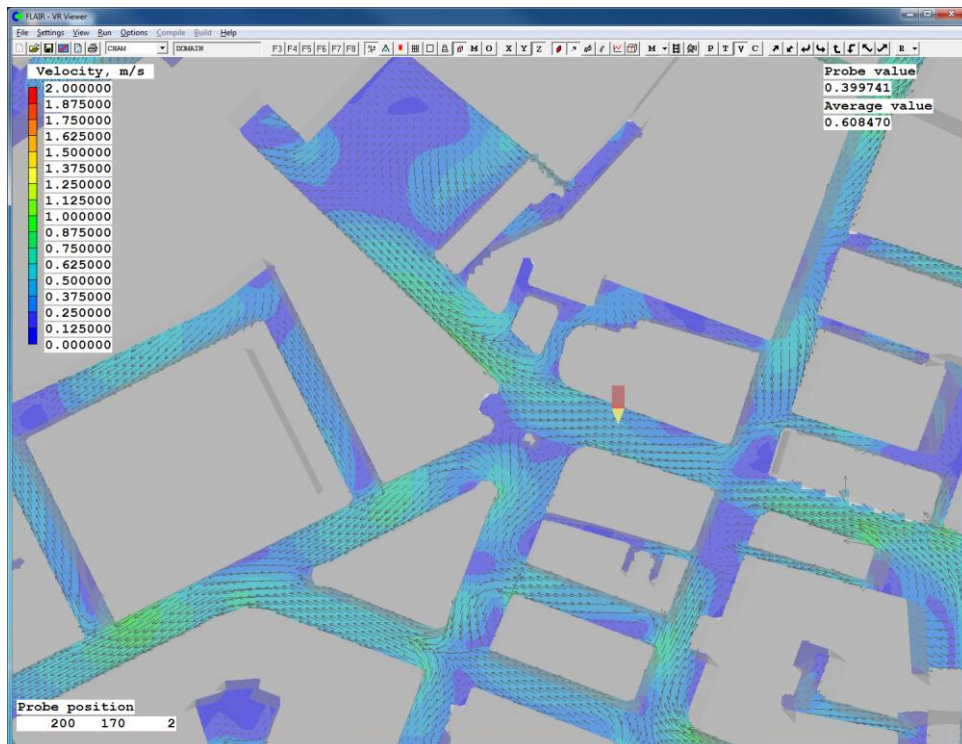 FLAIR - VR Viewer
File Settings View Run Options Compile Build Help
CHAM DOMAIN F3 F4 F5 F6 F7 F8 M O X Y Z M P T V C R
Velocity, m/s
2.000000
1.875000
1.750000
1.625000
1.500000
1.375000
1.250000
1.125000
1.000000
0.875000
0.750000
0.625000
0.500000
0.375000
0.250000
0.125000
0.000000
Probe value
0.399741
Average value
0.608470
Probe position
200 170 2